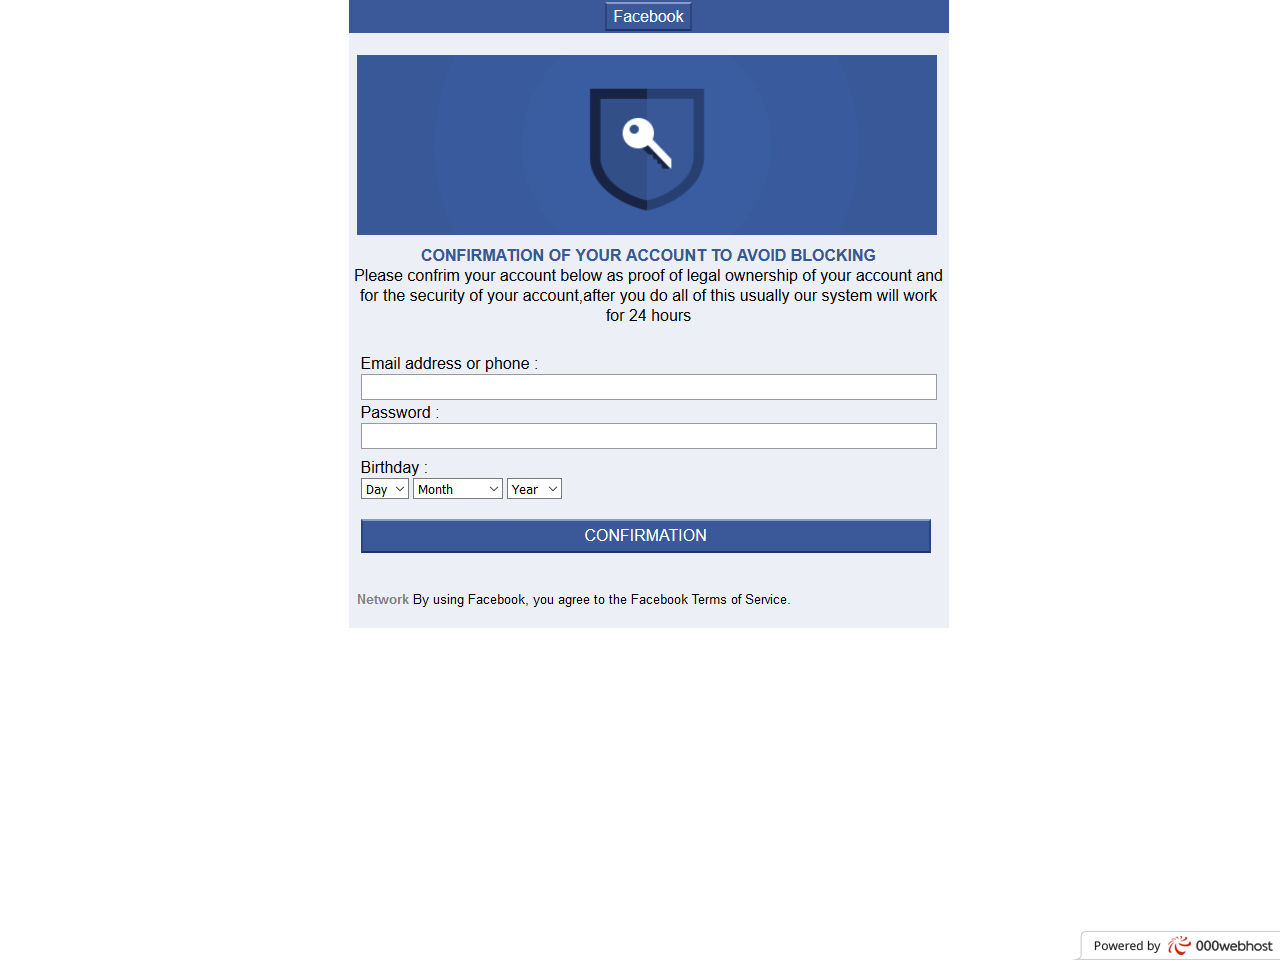 Facebook
CONFIRMATION OF YOUR ACCOUNT TO AVOID BLOCKING
Please confrim your account below as proof of legal ownership of your account and
for the security of your account,after you do all of this usually our system will work
for 24 hours
Email address or phone :
Password :
Birthday :
Day Month Year
CONFIRMATION
Network By using Facebook, you agree to the Facebook Terms of Service.
Powered by 000webhost